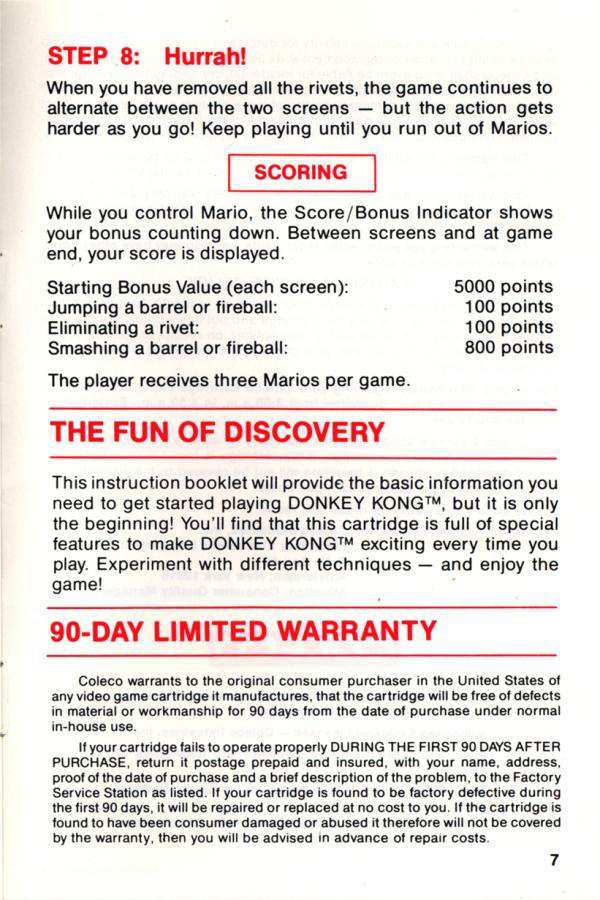 STEP 8: Hurrah!
When you have removed all the rivets, the game continues to
alternate between the two screens — but the action gets
harder as you go! Keep playing until you run out of Marios.
SCORING
While you control Mario, the Score/Bonus Indicator shows
your bonus counting down. Between screens and at game
end, your score is displayed.
Starting Bonus Value (each screen): 5000 points
Jumping a barrel or fireball: 100 points
Eliminating a rivet: 100 points
Smashing a barrel or fireball: 800 points
The player receives three Marios per game.
THE FUN OF DISCOVERY
This instruction booklet will provide the basic information you
need to get started playing DONKEY KONG™, but it is only
the beginning! You'll find that this cartridge is full of special
features to make DONKEY KONG™ exciting every time you
play. Experiment with different techniques — and enjoy the
game!
90-DAY LIMITED WARRANTY
Coleco warrants to the original consumer purchaser in the United States of
any video game cartridge it manufactures, that the cartridge will be free of defects
in material or workmanship for 90 days from the date of purchase under normal
in-house use.
If your cartridge fails to operate properly DURING THE FIRST 90 DAYS AFTER
PURCHASE, return it postage prepaid and insured, with your name, address,
proof of the date of purchase and a brief description of the problem, to the Factory
Service Station as listed. If your cartridge is found to be factory defective during
the first 90 days, it will be repaired or replaced at no cost to you. If the cartridge is
found to have been consumer damaged or abused it therefore will not be covered
by the warranty, then you will be advised in advance of repair costs.
7